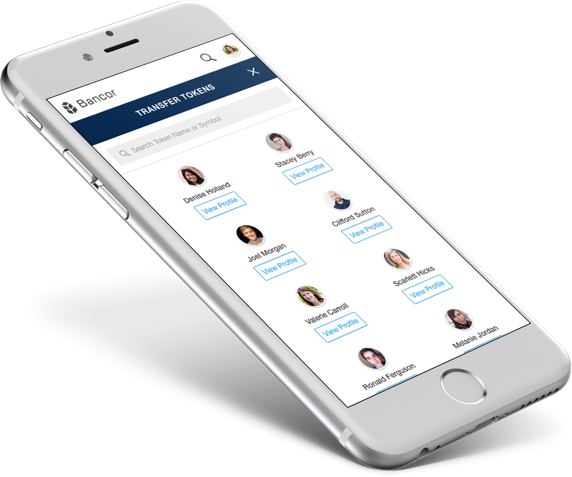 Bancor
TRANSFER TOKENS
Search Token Name or Symbol
Denise Holland
View Profile
Stacey Berry
View Profile
Joel Morgan
View Profile
Clifford Sutton
View Profile
Valerie Carroll
View Profile
Scarlett Hicks
View Profile
Ronald Ferguson
Melanie Jordan